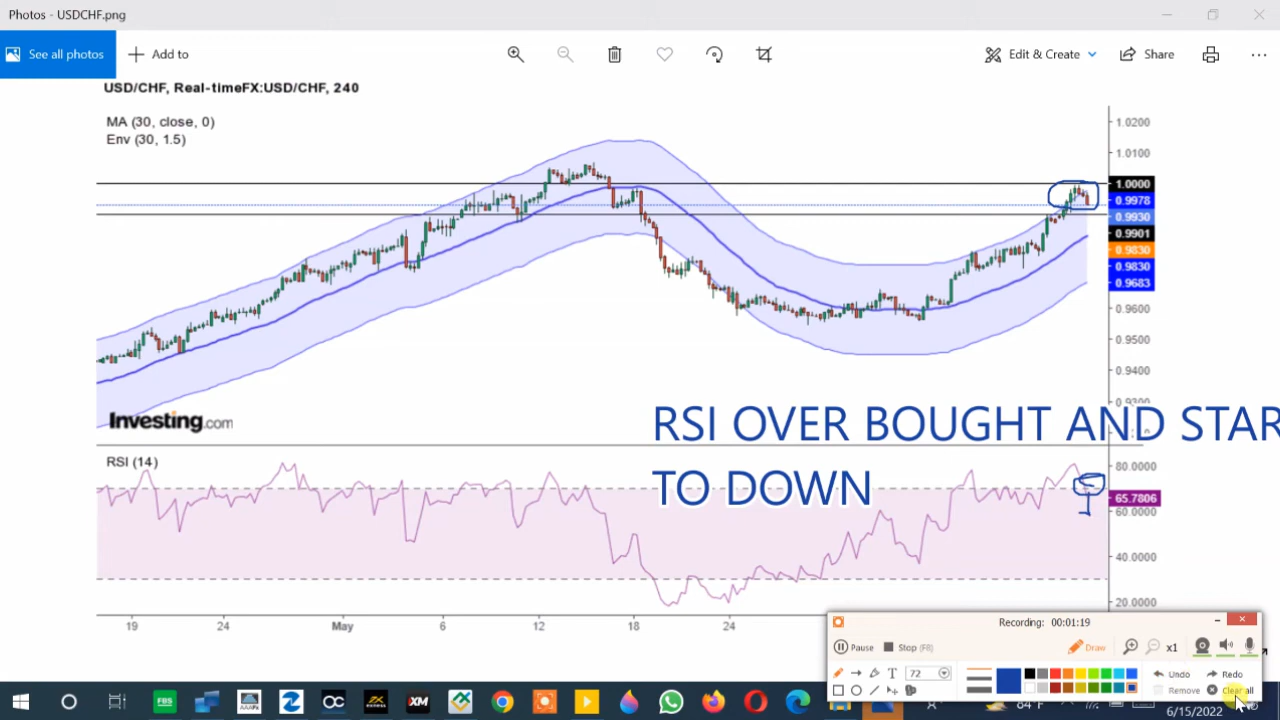 Photos - USDCHF.png
See all photos
Add to
Edit & Create
Share
USD/CHF, Real-timeFX:USD/CHF, 240
MA (30, close, 0)
Env (30, 1.5)
1.0200
1.0100
1.0000
0.9978
0.9930
0.9901
0.9830
0.9830
0.9683
0.9600
0.9500
0.9400
Investing.com
RSI OVER BOUGHT AND STAR
TO DOWN
RSI (14)
80.0000
65.7806
60.0000
40.0000
20.0000
19 24 May 6 12 18 24
Recording: 00:01:19
Pause
Stop (F8)
Draw
x1
T
72
Undo
Redo
Remove
Clear all
FBS
XM
84°F
6/15/2022